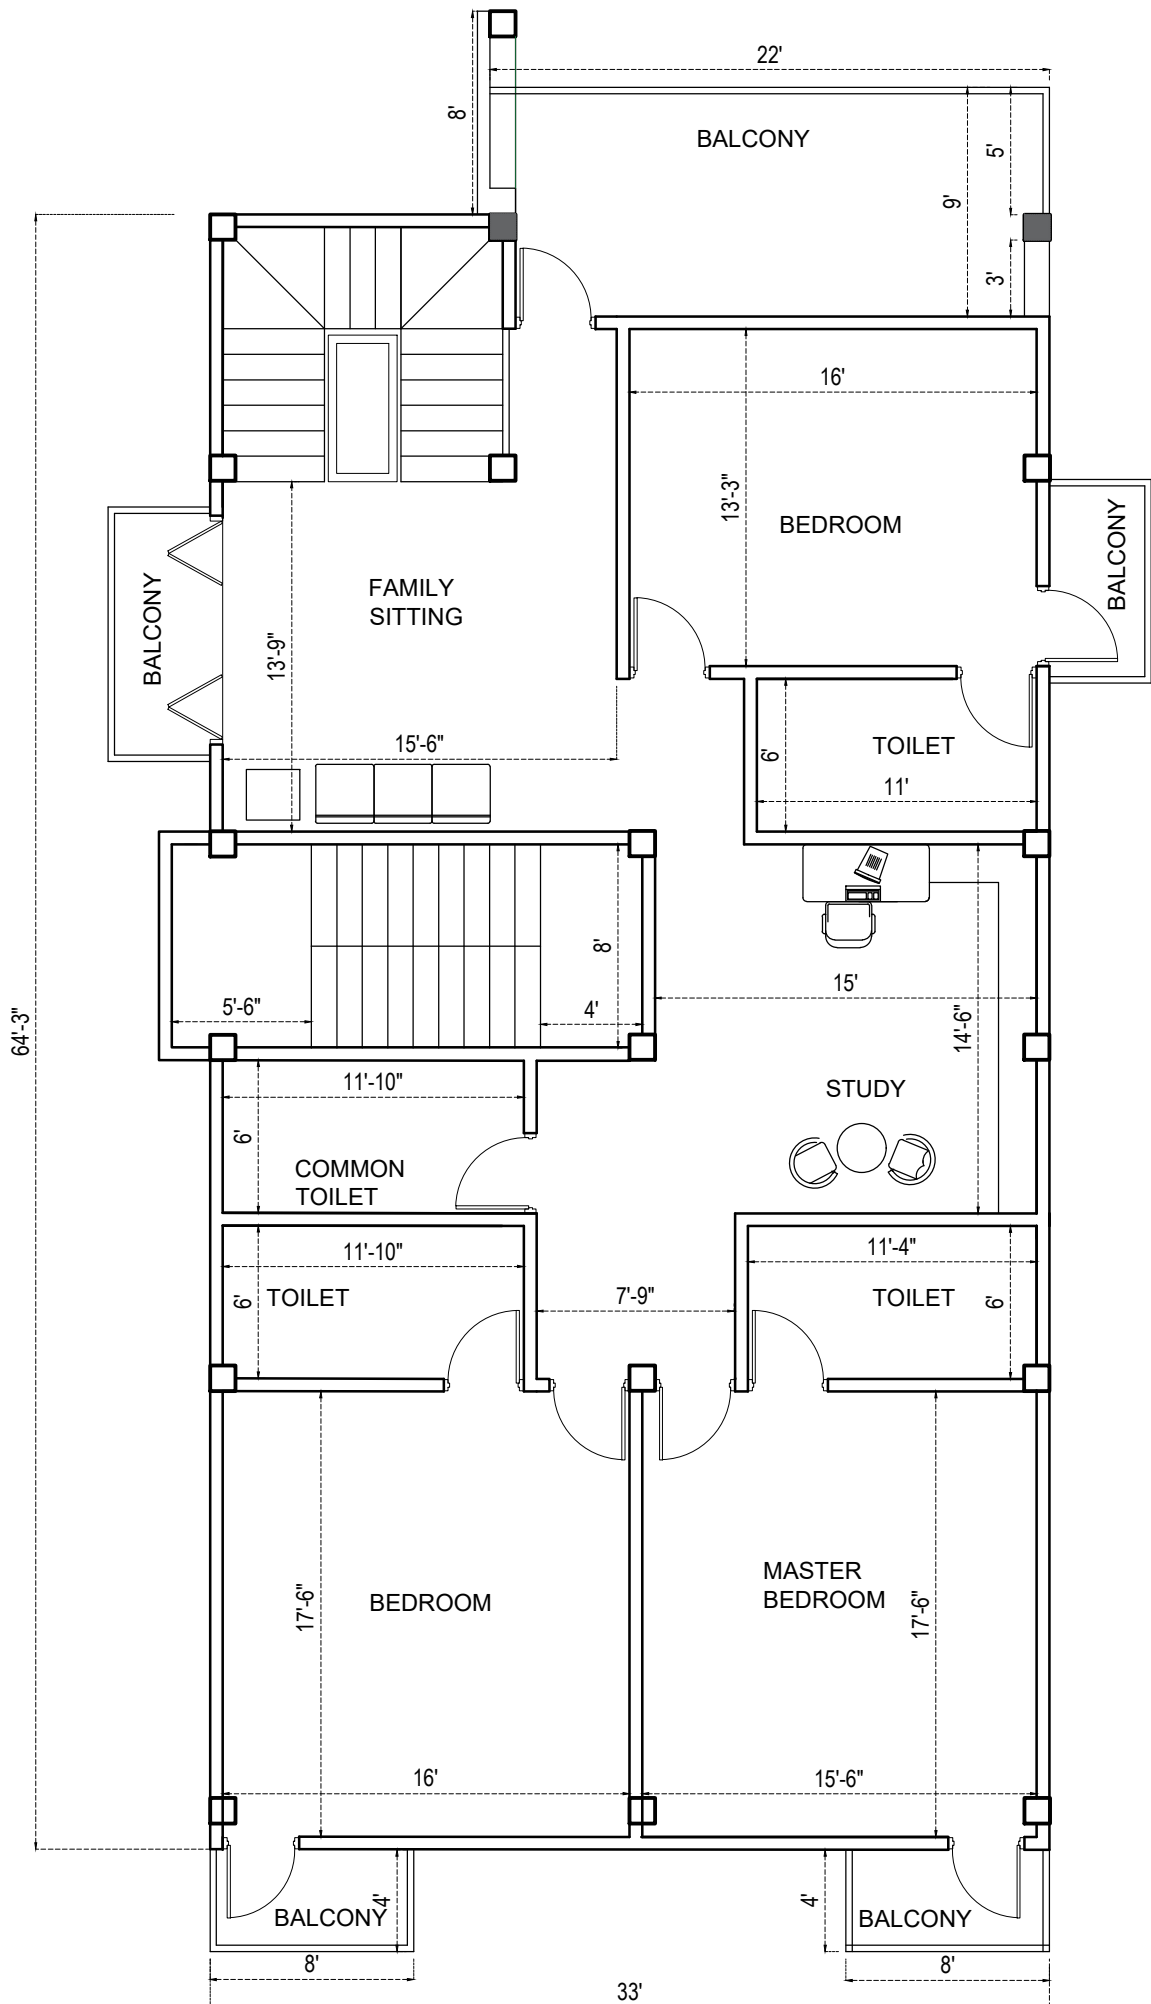 22'
8'
BALCONY
5'
9'
3'
16'
13'-3"
BEDROOM
BALCONY
FAMILY
SITTING
BALCONY
13'-9"
15'-6"
TOILET
6'
11'
8'
15'
5'-6"
4'
14'-6"
64'-3"
11'-10"
STUDY
6'
COMMON
TOILET
11'-10"
11'-4"
6'
TOILET
7'-9"
TOILET
6'
MASTER
BEDROOM
17'-6"
BEDROOM
17'-6"
16'
15'-6"
4'
BALCONY
4'
BALCONY
8'
8'
33'